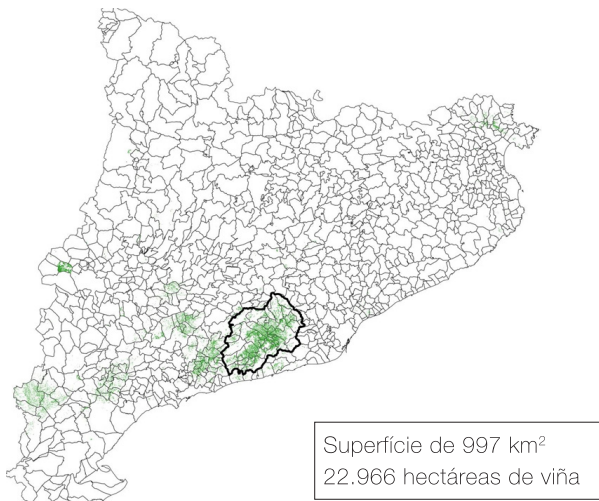 Superfície de 997 km²
22.966 hectáreas de viña